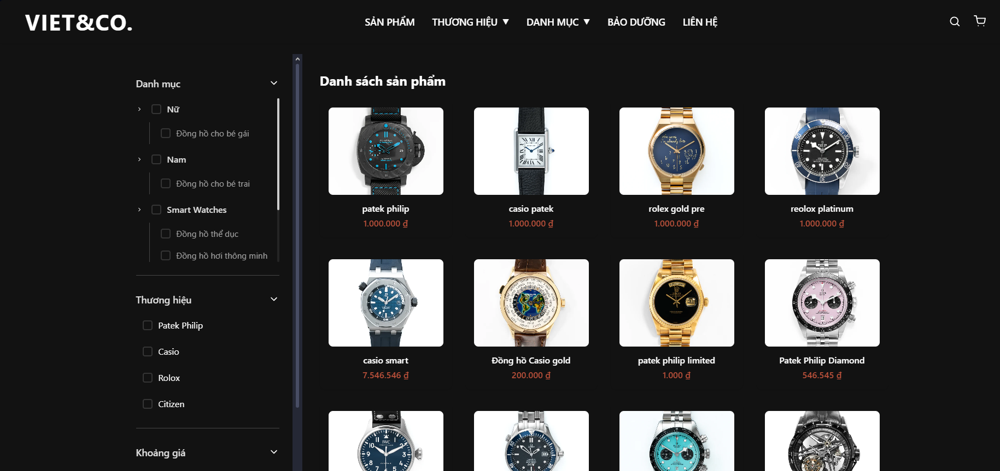 VIET&CO.
SẢN PHẨM THƯƠNG HIỆU ▼ DANH MỤC ▼ BẢO DƯỠNG LIÊN HỆ
Danh mục
Nữ
Đồng hồ cho bé gái
Nam
Đồng hồ cho bé trai
Smart Watches
Đồng hồ thể dục
Đồng hồ hơi thông minh
Thương hiệu
Patek Philip
Casio
Rolox
Citizen
Khoảng giá
Danh sách sản phẩm
patek philip
1.000.000 ₫
casio patek
1.000.000 ₫
rolex gold pre
1.000.000 ₫
reolox platinum
1.000.000 ₫
casio smart
7.546.546 ₫
Đồng hồ Casio gold
200.000 ₫
patek philip limited
1.000 ₫
Patek Philip Diamond
546.545 ₫